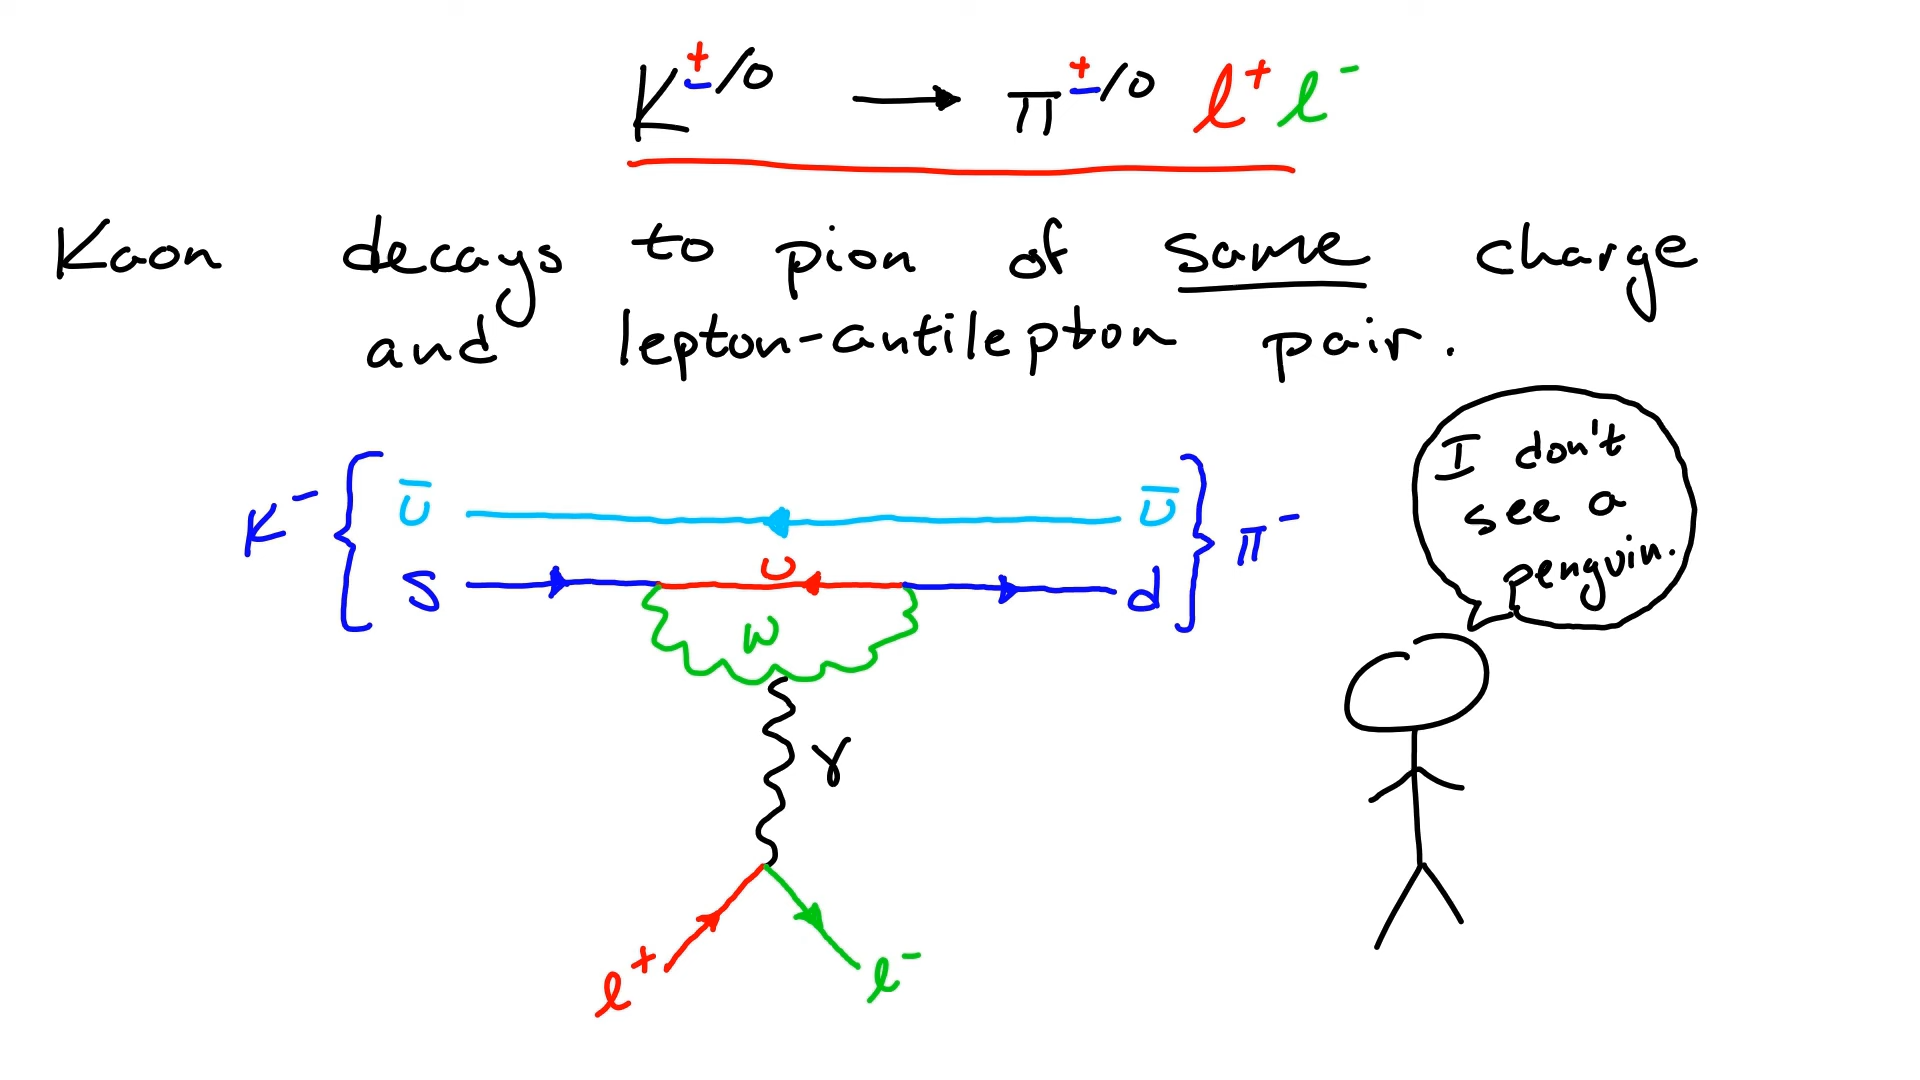 K±/0 → π±/0 l+ l-
Kaon decays to pion of same charge
and lepton-antilepton pair.
I don't
see a
penguin.
K- { ū ū } π-
s u d
W
γ
l+ l-